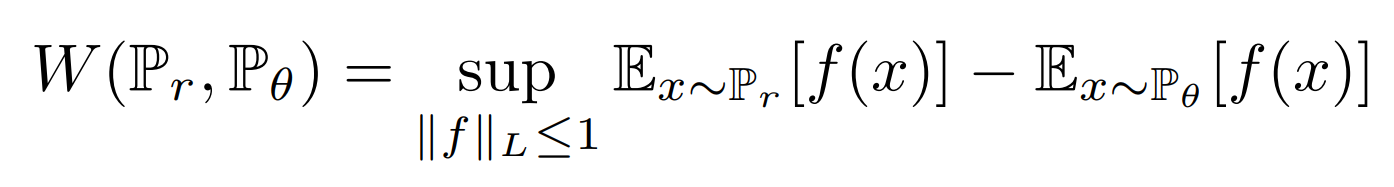 W(ℙ_r, ℙ_θ) = sup_{‖f‖_L ≤ 1} 𝔼_{x∼ℙ_r}[f(x)] − 𝔼_{x∼ℙ_θ}[f(x)]